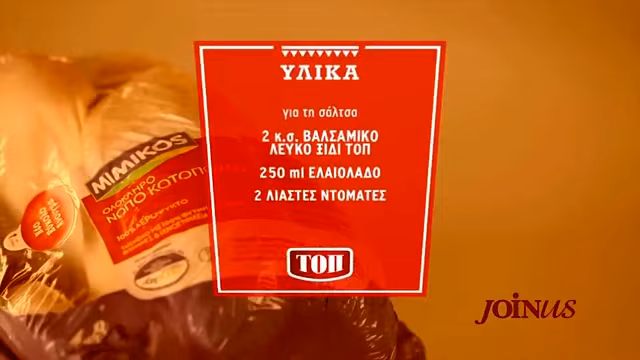 ΥΛΙΚΑ
για τη σάλτσα
2 κ.σ. ΒΑΛΣΑΜΙΚΟ
ΛΕΥΚΟ ΞΙΔΙ ΤΟΠ
250 ml ΕΛΑΙΟΛΑΔΟ
2 ΛΙΑΣΤΕΣ ΝΤΟΜΑΤΕΣ
ΤΟΠ
MIMIKOS
ΟΛΟΚΛΗΡΟ
ΝΩΠΟ ΚΟΤΟΠ
JOINUS